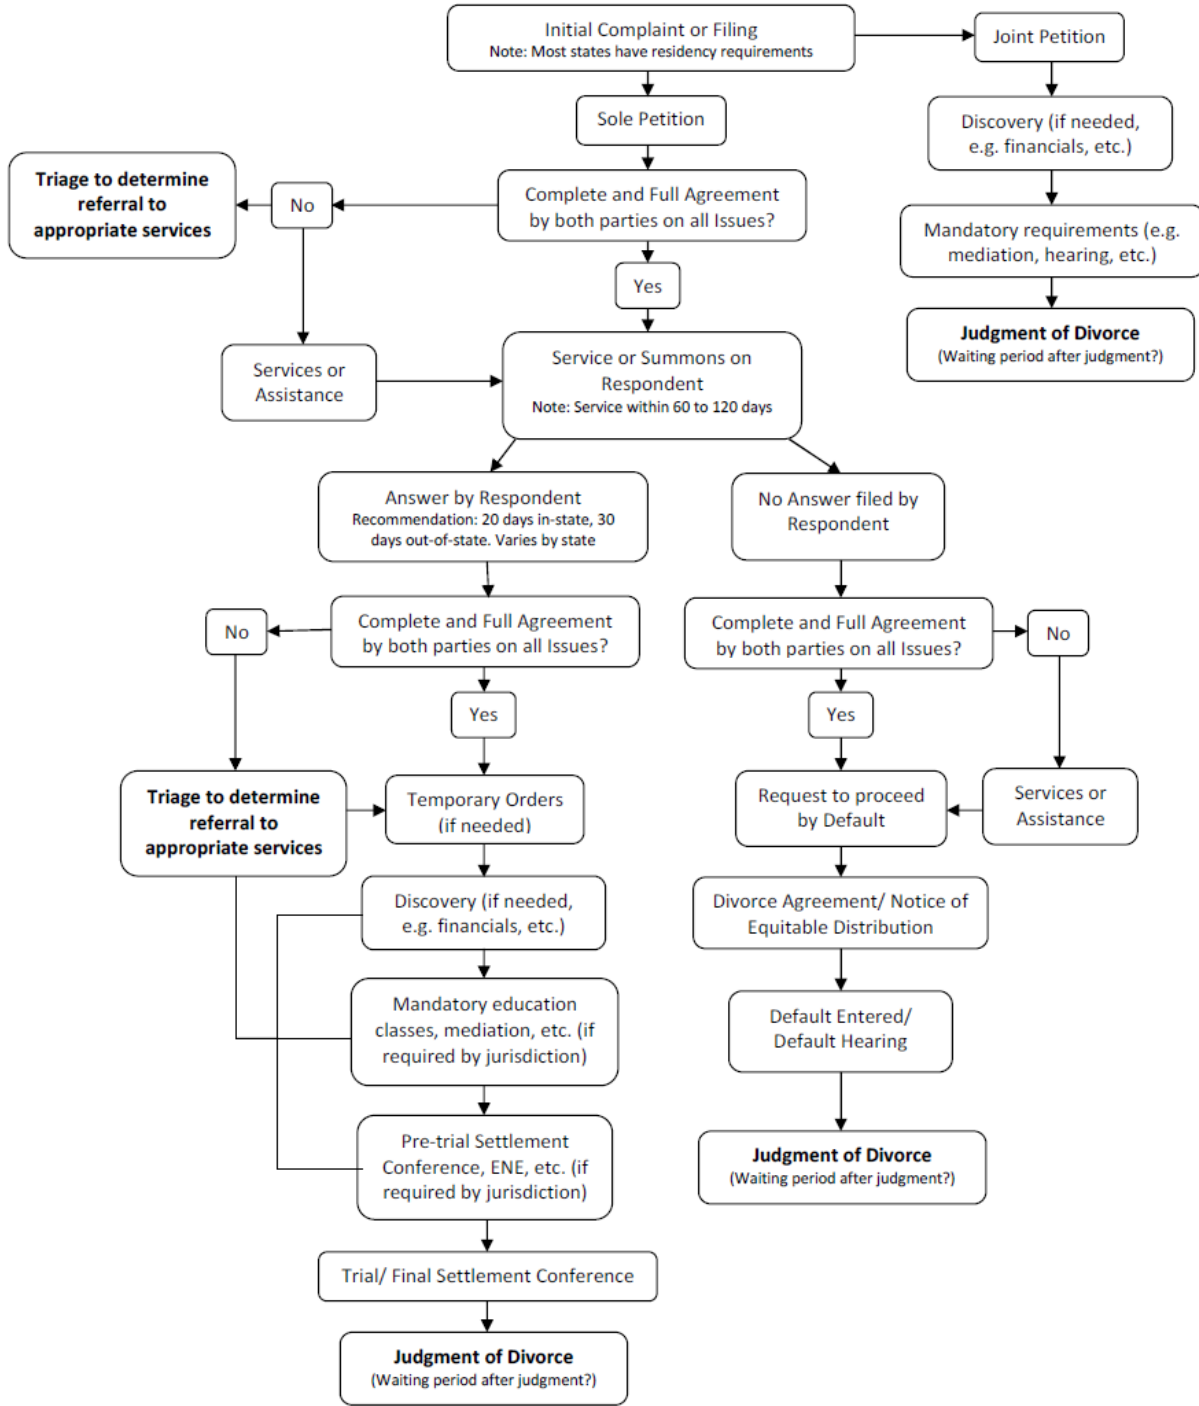 Initial Complaint or Filing
Note: Most states have residency requirements
Joint Petition
Sole Petition
Discovery (if needed,
e.g. financials, etc.)
Triage to determine
referral to
appropriate services
No
Complete and Full Agreement
by both parties on all Issues?
Mandatory requirements (e.g.
mediation, hearing, etc.)
Yes
Judgment of Divorce
(Waiting period after judgment?)
Services or
Assistance
Service or Summons on
Respondent
Note: Service within 60 to 120 days
Answer by Respondent
Recommendation: 20 days in-state, 30
days out-of-state. Varies by state
No Answer filed by
Respondent
No
Complete and Full Agreement
by both parties on all Issues?
Complete and Full Agreement
by both parties on all Issues?
No
Yes
Yes
Triage to determine
referral to
appropriate services
Temporary Orders
(if needed)
Request to proceed
by Default
Services or
Assistance
Discovery (if needed,
e.g. financials, etc.)
Divorce Agreement/ Notice of
Equitable Distribution
Mandatory education
classes, mediation, etc. (if
required by jurisdiction)
Default Entered/
Default Hearing
Pre-trial Settlement
Conference, ENE, etc. (if
required by jurisdiction)
Judgment of Divorce
(Waiting period after judgment?)
Trial/ Final Settlement Conference
Judgment of Divorce
(Waiting period after judgment?)